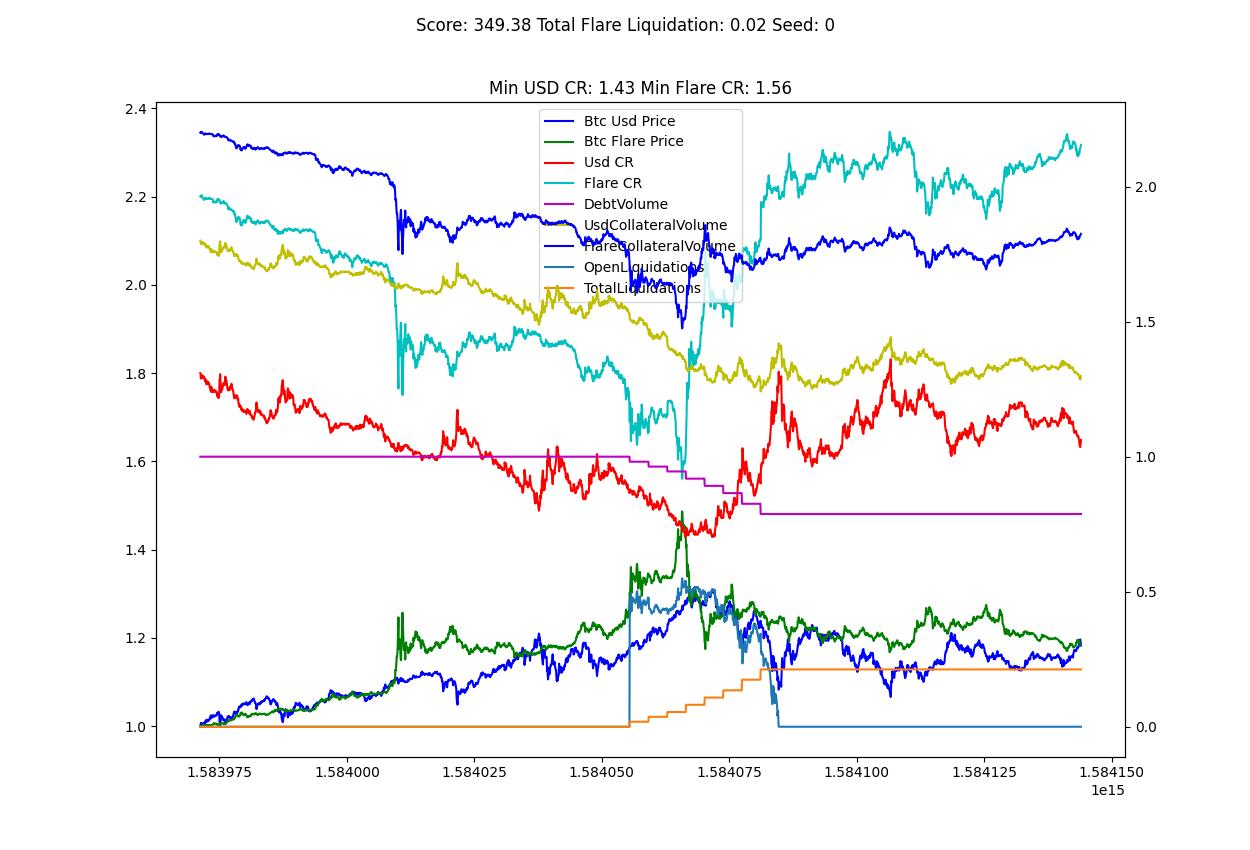 Score: 349.38 Total Flare Liquidation: 0.02 Seed: 0
Min USD CR: 1.43 Min Flare CR: 1.56
2.4
2.2
2.0
1.8
1.6
1.4
1.2
1.0
Btc Usd Price
Btc Flare Price
Usd CR
Flare CR
DebtVolume
UsdCollateralVolume
FlareCollateralVolume
OpenLiquidations
TotalLiquidations
2.0
1.5
1.0
0.5
0.0
1.583975 1.584000 1.584025 1.584050 1.584075 1.584100 1.584125 1.584150
1e15